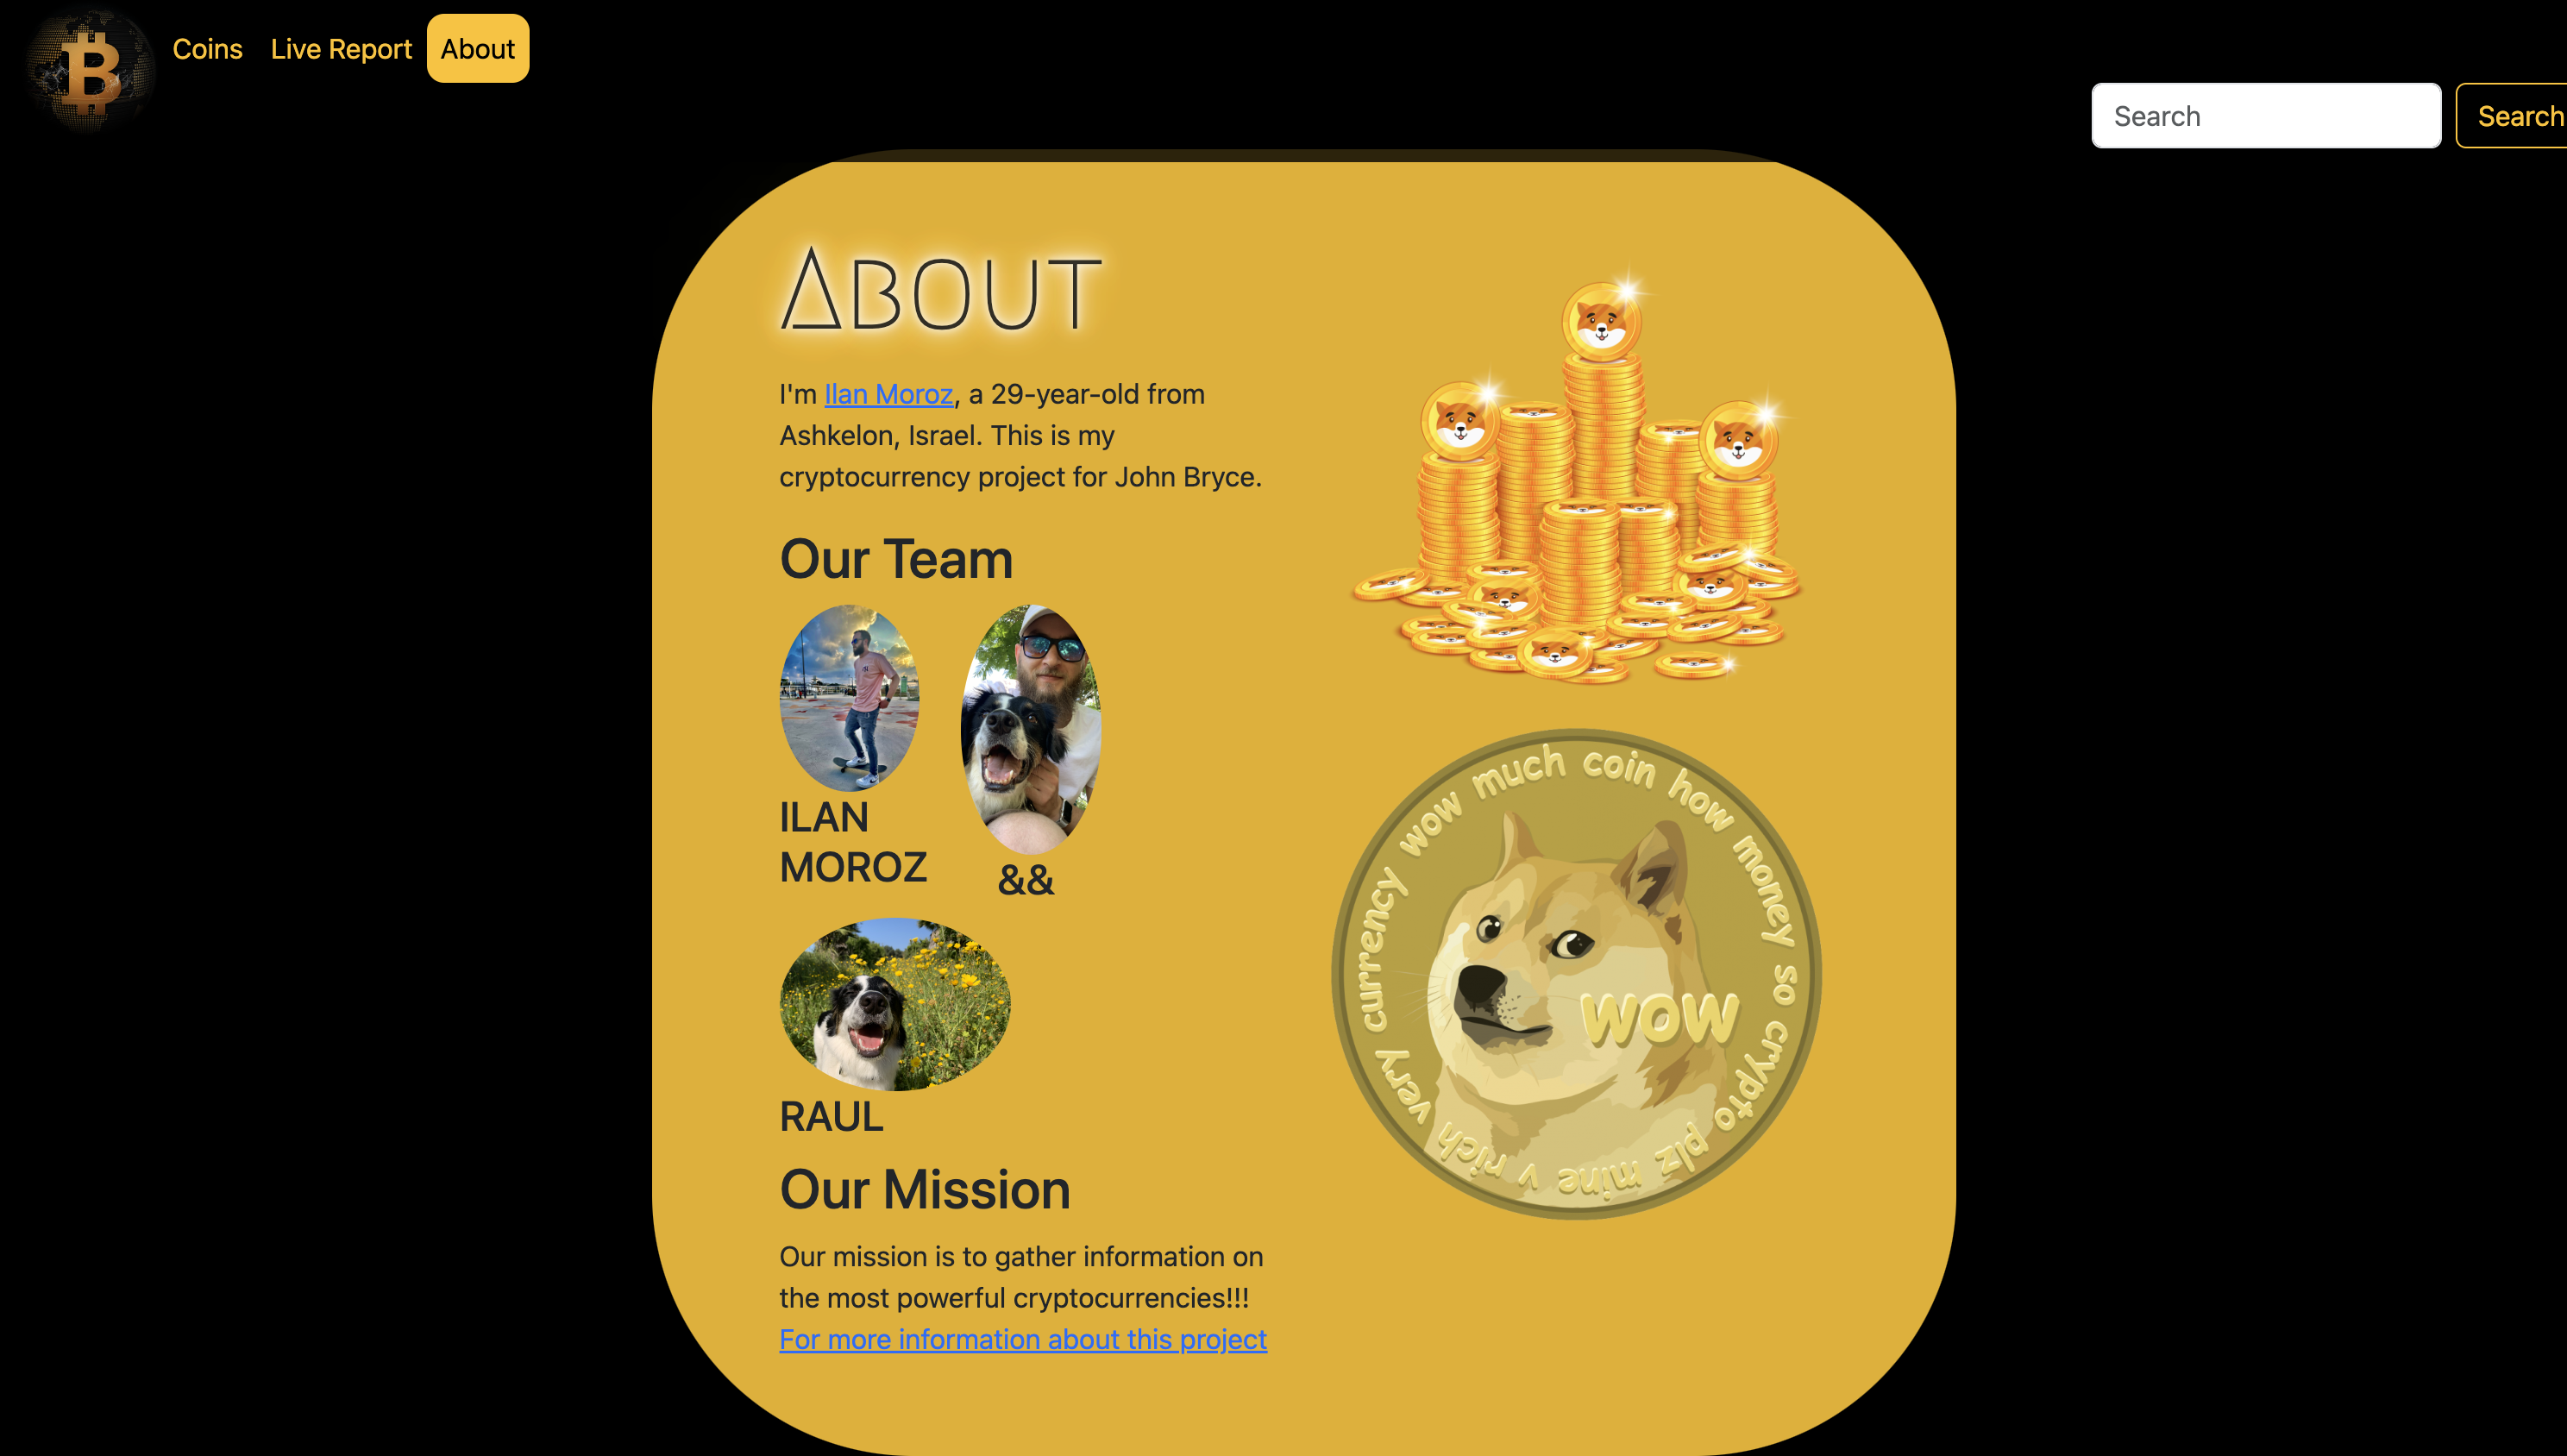 B
Coins
Live Report
About
Search
Search
About
I'm Ilan Moroz, a 29-year-old from
Ashkelon, Israel. This is my
cryptocurrency project for John Bryce.
Our Team
ILAN
MOROZ
&&
RAUL
Our Mission
Our mission is to gather information on
the most powerful cryptocurrencies!!!
For more information about this project
very currency wow much coin how money so crypto plz mine v rich
wow